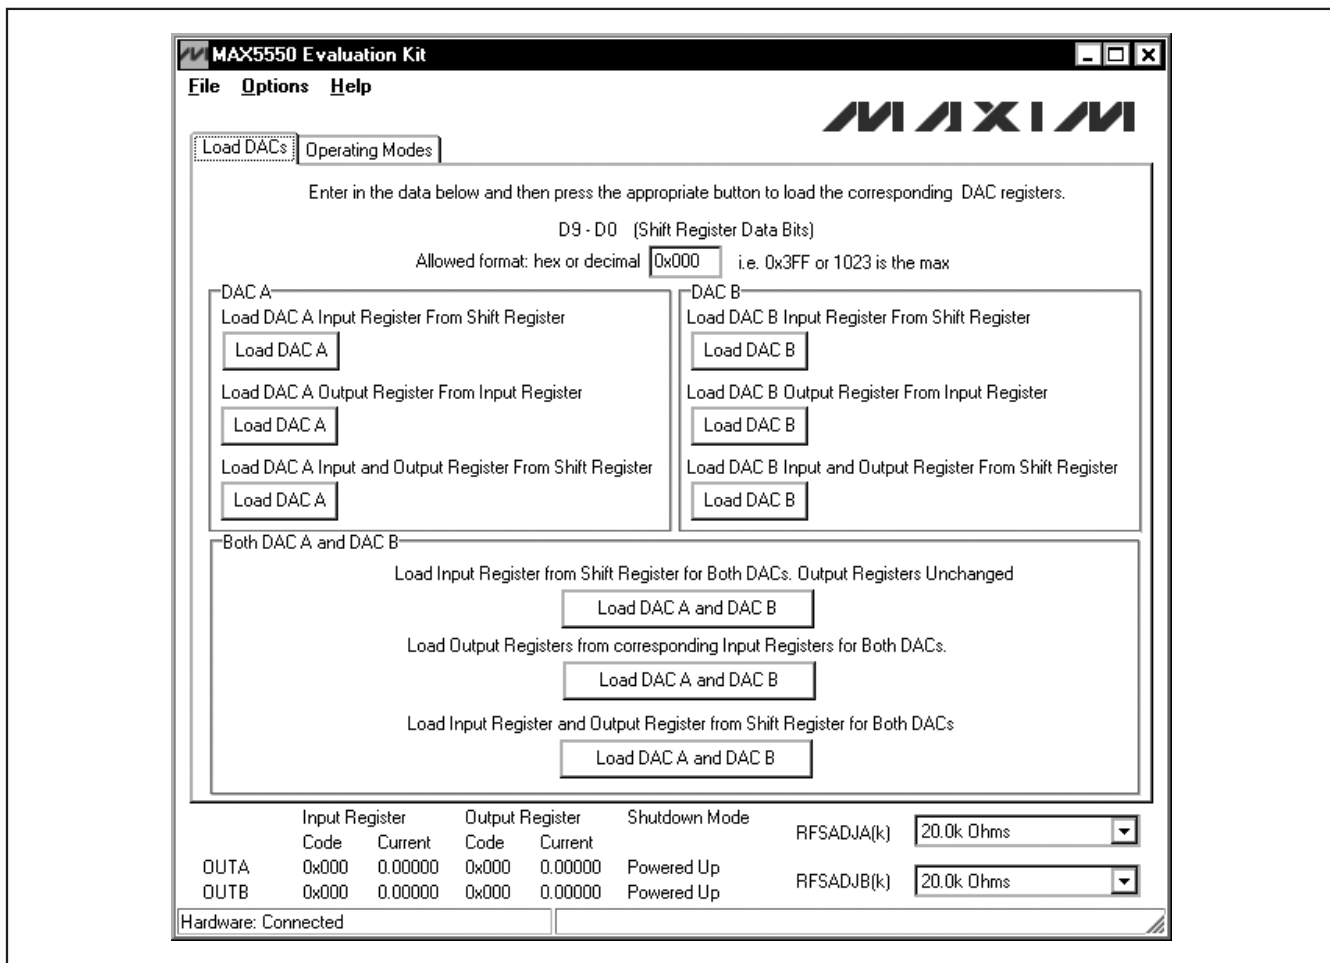 MAX5550 Evaluation Kit
File Options Help
MAXIM
Load DACs Operating Modes
Enter in the data below and then press the appropriate button to load the corresponding DAC registers.
D9 - D0 (Shift Register Data Bits)
Allowed format: hex or decimal 0x000 i.e. 0x3FF or 1023 is the max
DAC A
Load DAC A Input Register From Shift Register
Load DAC A
Load DAC A Output Register From Input Register
Load DAC A
Load DAC A Input and Output Register From Shift Register
Load DAC A
DAC B
Load DAC B Input Register From Shift Register
Load DAC B
Load DAC B Output Register From Input Register
Load DAC B
Load DAC B Input and Output Register From Shift Register
Load DAC B
Both DAC A and DAC B
Load Input Register from Shift Register for Both DACs. Output Registers Unchanged
Load DAC A and DAC B
Load Output Registers from corresponding Input Registers for Both DACs.
Load DAC A and DAC B
Load Input Register and Output Register from Shift Register for Both DACs
Load DAC A and DAC B
Input Register Output Register Shutdown Mode
Code Current Code Current
OUTA 0x000 0.00000 0x000 0.00000 Powered Up
OUTB 0x000 0.00000 0x000 0.00000 Powered Up
RFSADJA(k) 20.0k Ohms
RFSADJB(k) 20.0k Ohms
Hardware: Connected